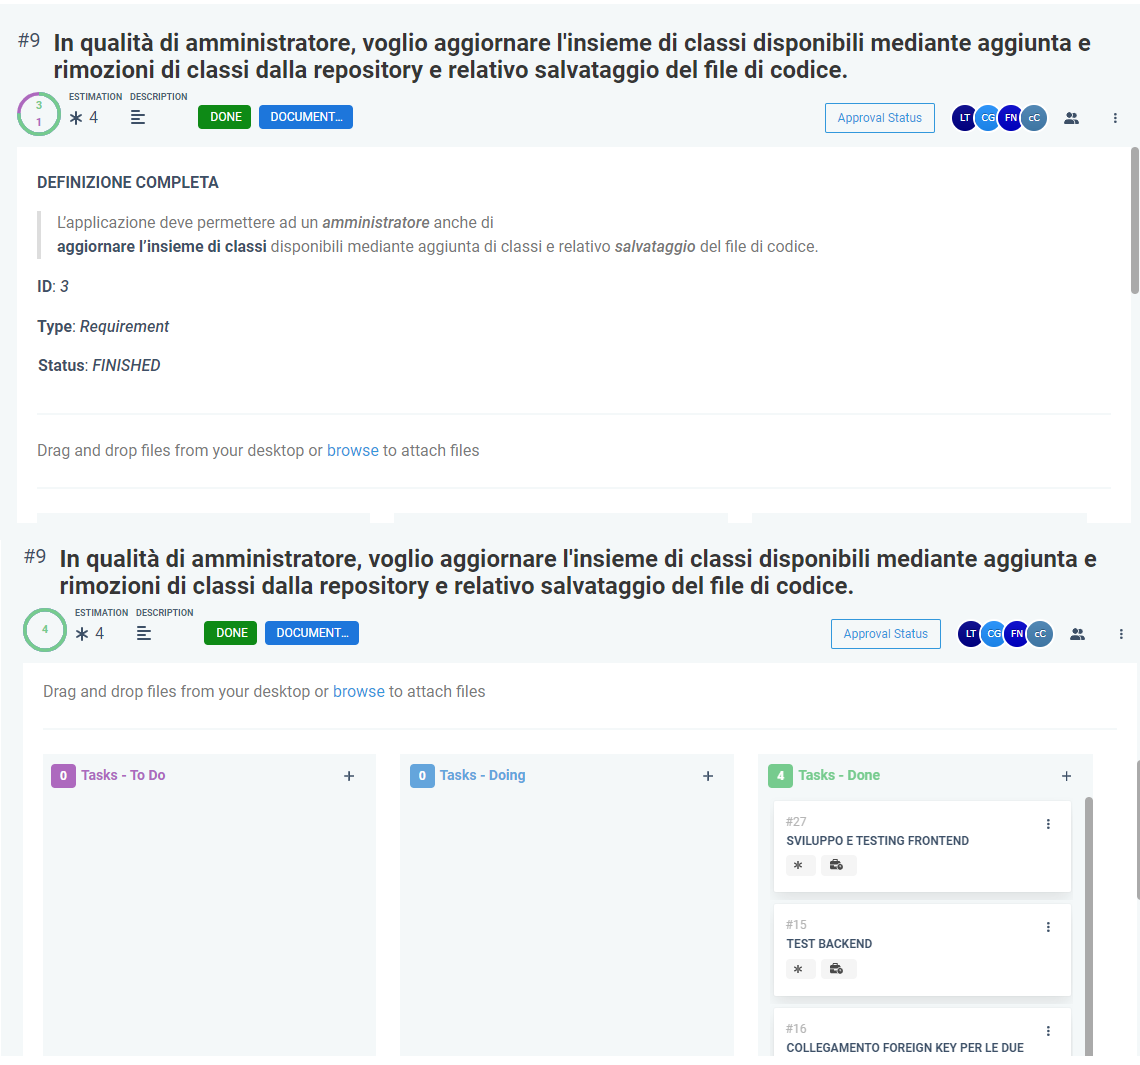 #9 In qualità di amministratore, voglio aggiornare l'insieme di classi disponibili mediante aggiunta e
rimozioni di classi dalla repository e relativo salvataggio del file di codice.
3
1
ESTIMATION DESCRIPTION
4
DONE DOCUMENT... Approval Status LT CG FN cC
DEFINIZIONE COMPLETA
L’applicazione deve permettere ad un amministratore anche di
aggiornare l’insieme di classi disponibili mediante aggiunta di classi e relativo salvataggio del file di codice.
ID: 3
Type: Requirement
Status: FINISHED
Drag and drop files from your desktop or browse to attach files
#9 In qualità di amministratore, voglio aggiornare l'insieme di classi disponibili mediante aggiunta e
rimozioni di classi dalla repository e relativo salvataggio del file di codice.
4
ESTIMATION DESCRIPTION
4
DONE DOCUMENT... Approval Status LT CG FN cC
Drag and drop files from your desktop or browse to attach files
0 Tasks - To Do +
0 Tasks - Doing +
4 Tasks - Done +
#27
SVILUPPO E TESTING FRONTEND
#15
TEST BACKEND
#16
COLLEGAMENTO FOREIGN KEY PER LE DUE